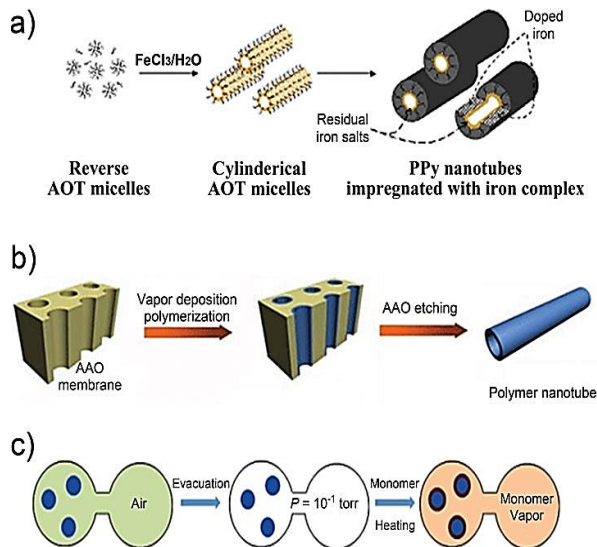 a)
FeCl3/H2O
Doped
iron
Residual
iron salts
Reverse
AOT micelles
Cylinderical
AOT micelles
PPy nanotubes
impregnated with iron complex
b)
Vapor deposition
polymerization
AAO etching
AAO
membrane
Polymer nanotube
c)
Air
Evacuation
P = 10⁻¹ torr
Monomer
Heating
Monomer
Vapor